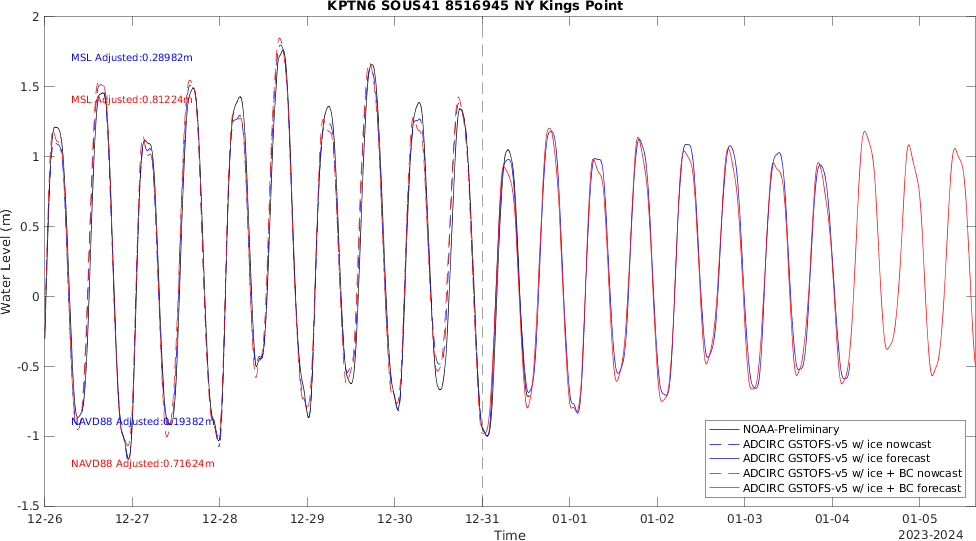 KPTN6 SOUS41 8516945 NY Kings Point
2
1.5
1
0.5
0
-0.5
-1
-1.5
Water Level (m)
MSL Adjusted:0.28982m
MSL Adjusted:0.81224m
NAVD88 Adjusted:0.19382m
NAVD88 Adjusted:0.71624m
NOAA-Preliminary
ADCIRC GSTOFS-v5 w/ ice nowcast
ADCIRC GSTOFS-v5 w/ ice forecast
ADCIRC GSTOFS-v5 w/ ice + BC nowcast
ADCIRC GSTOFS-v5 w/ ice + BC forecast
12-26 12-27 12-28 12-29 12-30 12-31 01-01 01-02 01-03 01-04 01-05
Time
2023-2024